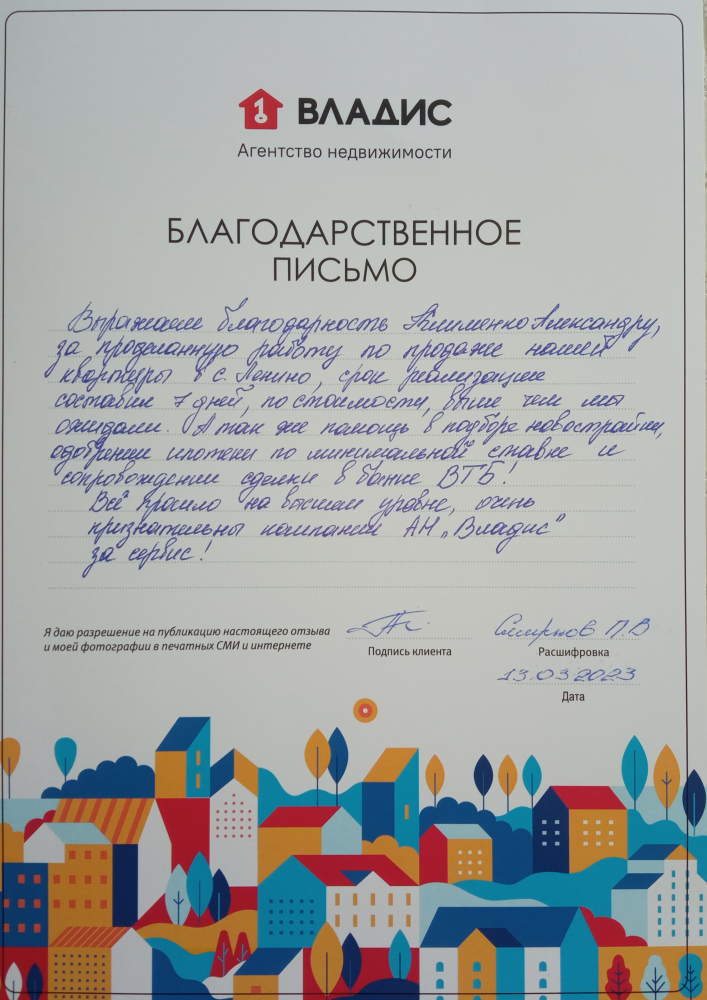 1
ВЛАДИС
Агентство недвижимости
БЛАГОДАРСТВЕННОЕ
ПИСЬМО
Выражаем благодарность Клименко Александру,
за проделанную работу по продаже нашей
квартиры в с. Ленино, срок реализации
составил 7 дней, по стоимости, выше чем мы
ожидали. А так же помощь в подборе новостройки,
одобрении ипотеки по минимальной ставке и
сопровождении сделки в банке ВТБ!
Всё прошло на высшем уровне, очень
признательны компании АН „Владис"
за сервис!
Я даю разрешение на публикацию настоящего отзыва
и моей фотографии в печатных СМИ и интернете
Подпись клиента
Смирнов П.В
Расшифровка
13.03.2023
Дата